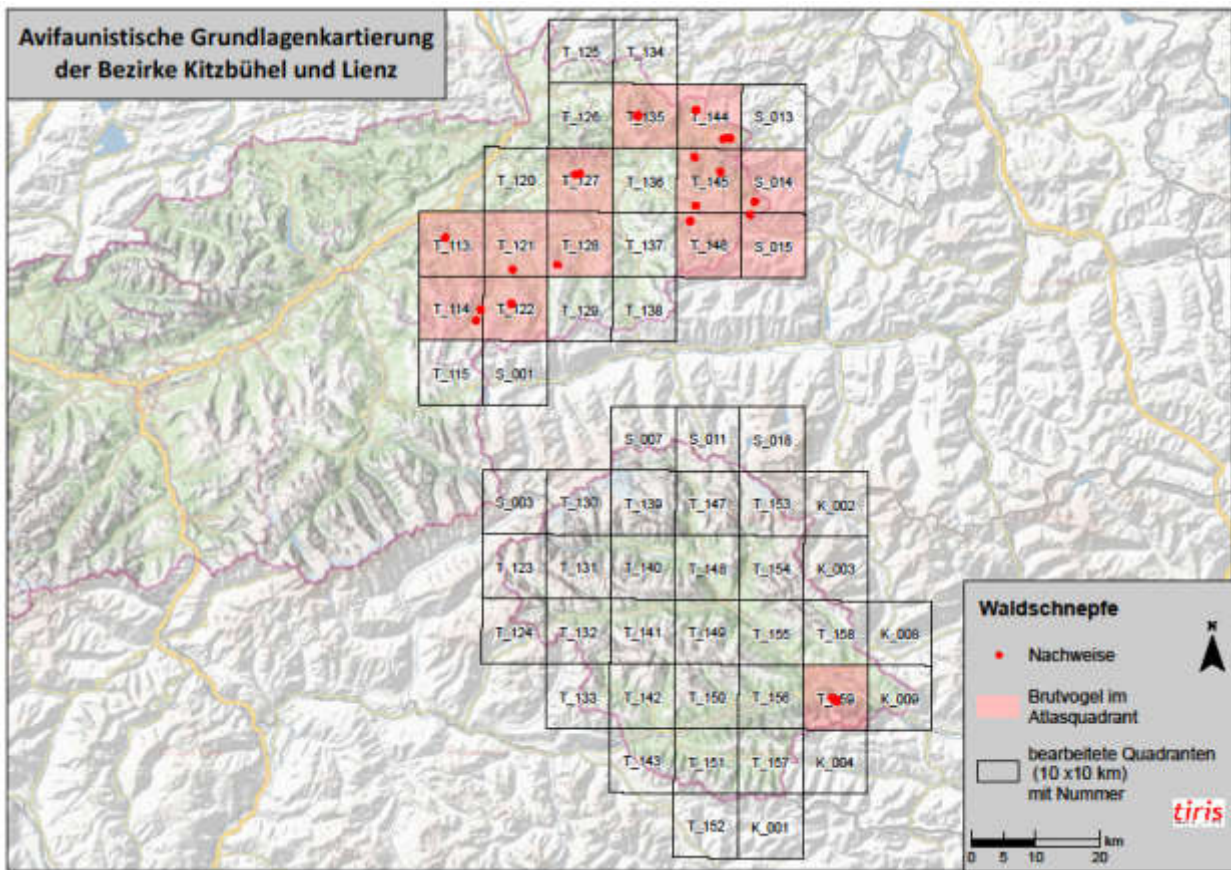 Avifaunistische Grundlagenkartierung
der Bezirke Kitzbühel und Lienz
T_125 T_134
T_126 T_135 T_144 S_013
T_120 T_127 T_136 T_145 S_014
T_113 T_121 T_128 T_137 T_146 S_015
T_114 T_122 T_129 T_138
T_115 S_001
S_007 S_011 S_018
S_003 T_130 T_139 T_147 T_153 K_002
T_123 T_131 T_140 T_148 T_154 K_003
T_124 T_132 T_141 T_149 T_155 T_158 K_008
T_133 T_142 T_150 T_156 T_159 K_009
T_143 T_151 T_157 K_004
T_152 K_001
Waldschnepfe
N
Nachweise
Brutvogel im
Atlasquadrant
bearbeitete Quadranten
(10 x10 km)
mit Nummer
tiris
km
0 5 10 20